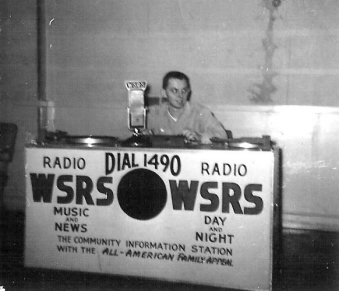 WSRS
RADIO DIAL 1490 RADIO
WSRS WSRS
MUSIC
AND
NEWS
DAY
AND
NIGHT
THE COMMUNITY INFORMATION STATION
WITH THE ALL-AMERICAN FAMILY APPEAL